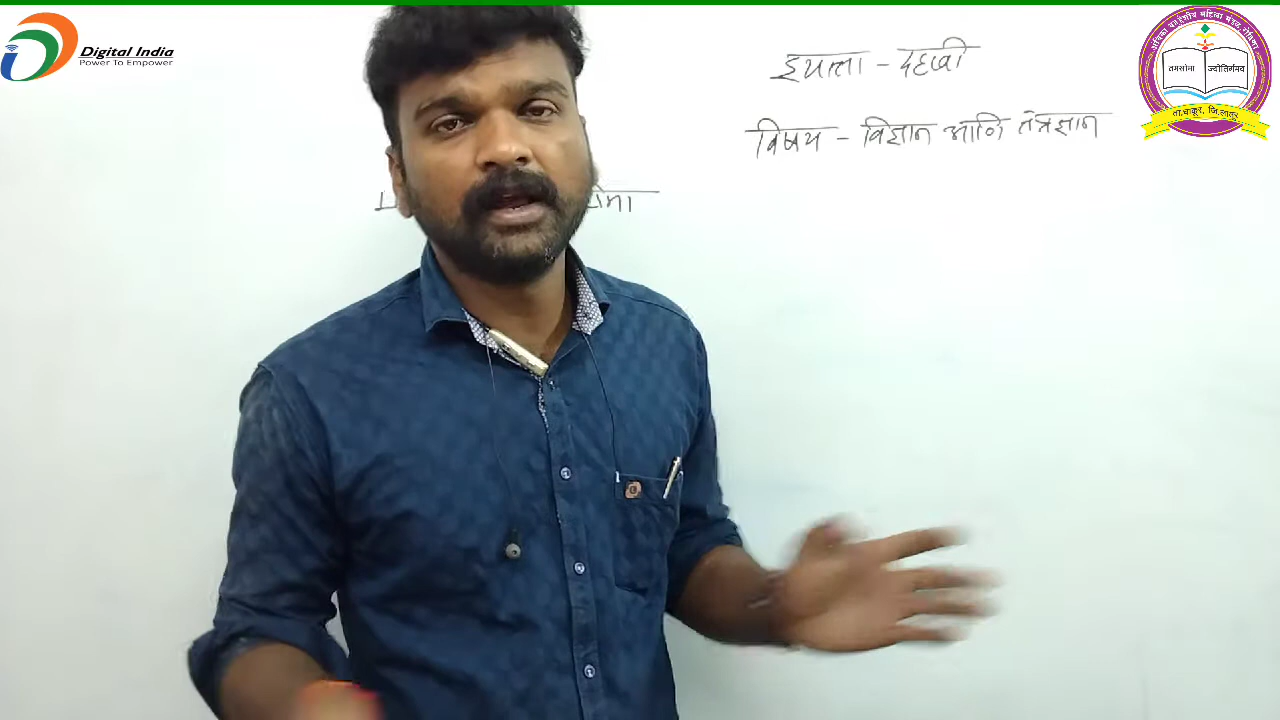 Digital India
Power To Empower
इयत्ता - दहावी
विषय - विज्ञान आणि तंत्रज्ञान
तमसोमा
ज्योतिर्गमय
ता.चाकूर, जि.लातूर